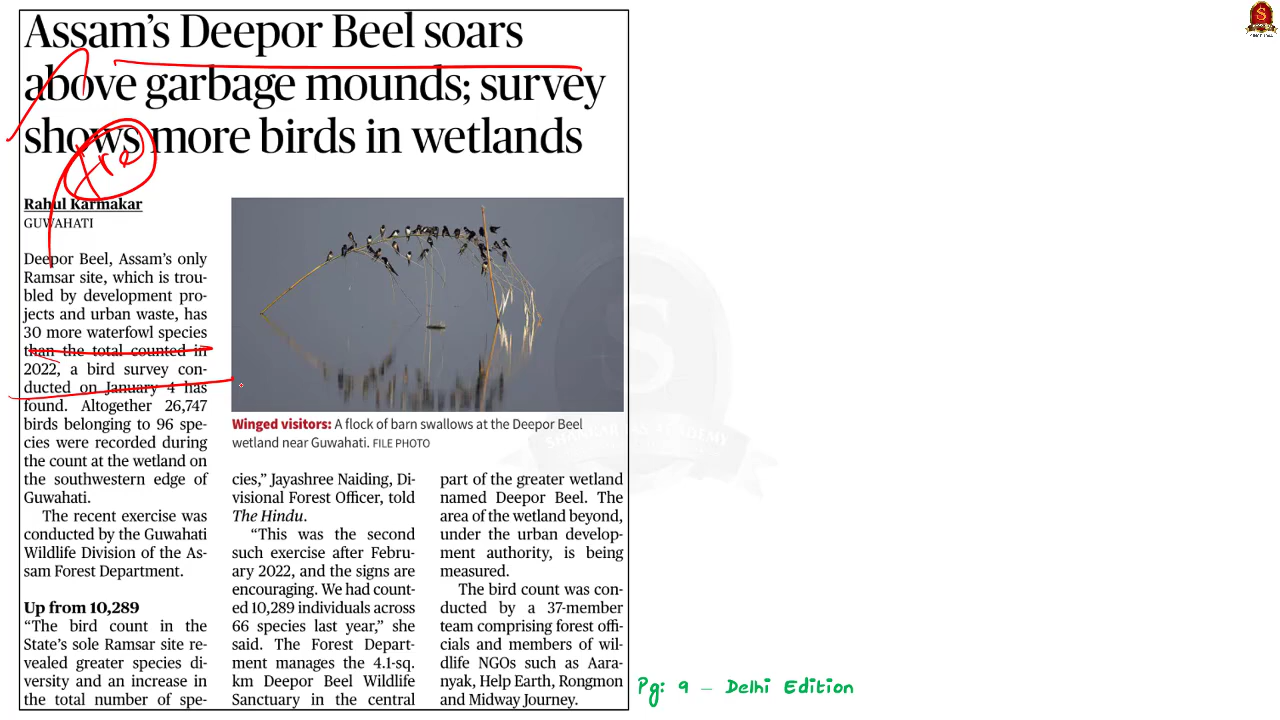 Assam's Deepor Beel soars
above garbage mounds; survey
shows more birds in wetlands
Rahul Karmakar
GUWAHATI
Deepor Beel, Assam's only
Ramsar site, which is trou-
bled by development pro-
jects and urban waste, has
30 more waterfowl species
than the total counted in
2022, a bird survey con-
ducted on January 4 has
found. Altogether 26,747
birds belonging to 96 spe-
cies were recorded during
the count at the wetland on
the southwestern edge of
Guwahati.
The recent exercise was
conducted by the Guwahati
Wildlife Division of the As-
sam Forest Department.
Up from 10,289
"The bird count in the
State's sole Ramsar site re-
vealed greater species di-
versity and an increase in
the total number of spe-
Winged visitors: A flock of barn swallows at the Deepor Beel
wetland near Guwahati. FILE PHOTO
cies," Jayashree Naiding, Di-
visional Forest Officer, told
The Hindu.
"This was the second
such exercise after Febru-
ary 2022, and the signs are
encouraging. We had count-
ed 10,289 individuals across
66 species last year," she
said. The Forest Depart-
ment manages the 4.1-sq.
km Deepor Beel Wildlife
Sanctuary in the central
part of the greater wetland
named Deepor Beel. The
area of the wetland beyond,
under the urban develop-
ment authority, is being
measured.
The bird count was con-
ducted by a 37-member
team comprising forest offi-
cials and members of wil-
dlife NGOs such as Aara-
nyak, Help Earth, Rongmon
and Midway Journey.
Pg: 9 – Delhi Edition
SHANKAR IAS ACADEMY